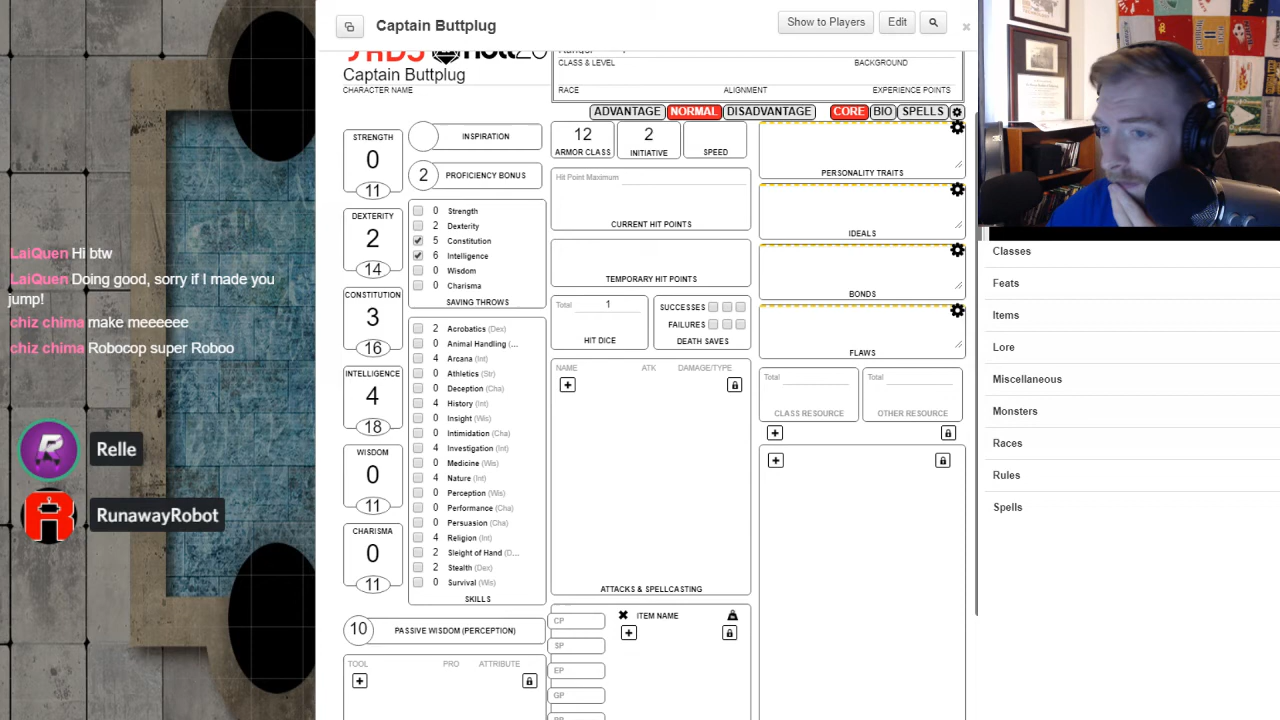 Captain Buttplug
Show to Players
Edit
Captain Buttplug
CHARACTER NAME
CLASS & LEVEL
BACKGROUND
RACE
ALIGNMENT
EXPERIENCE POINTS
ADVANTAGE
NORMAL
DISADVANTAGE
CORE
BIO
SPELLS
STRENGTH
0
11
DEXTERITY
2
14
CONSTITUTION
3
16
INTELLIGENCE
4
18
WISDOM
0
11
CHARISMA
0
11
INSPIRATION
2
PROFICIENCY BONUS
0 Strength
2 Dexterity
5 Constitution
6 Intelligence
0 Wisdom
0 Charisma
SAVING THROWS
2 Acrobatics (Dex)
0 Animal Handling (...
4 Arcana (Int)
0 Athletics (Str)
0 Deception (Cha)
4 History (Int)
0 Insight (Wis)
0 Intimidation (Cha)
4 Investigation (Int)
0 Medicine (Wis)
4 Nature (Int)
0 Perception (Wis)
0 Performance (Cha)
0 Persuasion (Cha)
4 Religion (Int)
2 Sleight of Hand (D...
2 Stealth (Dex)
0 Survival (Wis)
SKILLS
10 PASSIVE WISDOM (PERCEPTION)
TOOL PRO ATTRIBUTE
12
ARMOR CLASS
2
INITIATIVE
SPEED
Hit Point Maximum
CURRENT HIT POINTS
TEMPORARY HIT POINTS
Total 1
HIT DICE
SUCCESSES
FAILURES
DEATH SAVES
NAME ATK DAMAGE/TYPE
ATTACKS & SPELLCASTING
CP
SP
EP
GP
ITEM NAME
PERSONALITY TRAITS
IDEALS
BONDS
FLAWS
Total
CLASS RESOURCE
Total
OTHER RESOURCE
Classes
Feats
Items
Lore
Miscellaneous
Monsters
Races
Rules
Spells
LaiQuen Hi btw
LaiQuen Doing good, sorry if I made you
jump!
chiz chima make meeeeee
chiz chima Robocop super Roboo
Relle
RunawayRobot